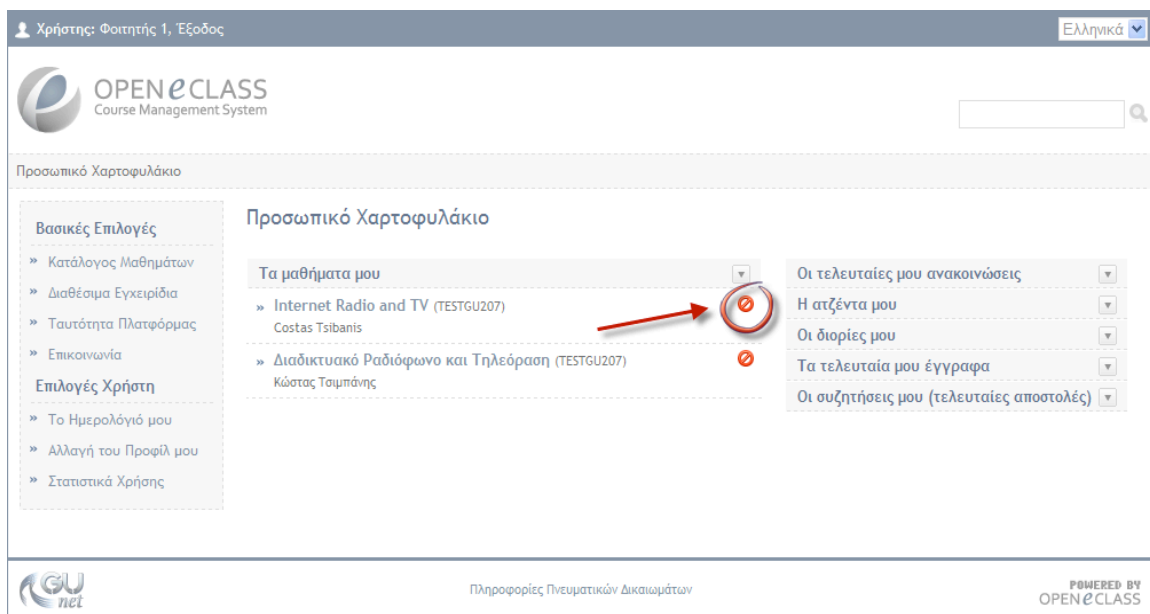 Χρήστης: Φοιτητής 1, Έξοδος
Ελληνικά
OPEN eCLASS
Course Management System
Προσωπικό Χαρτοφυλάκιο
Βασικές Επιλογές
» Κατάλογος Μαθημάτων
» Διαθέσιμα Εγχειρίδια
» Ταυτότητα Πλατφόρμας
» Επικοινωνία
Επιλογές Χρήστη
» Το Ημερολόγιό μου
» Αλλαγή του Προφίλ μου
» Στατιστικά Χρήσης
Προσωπικό Χαρτοφυλάκιο
Τα μαθήματα μου
» Internet Radio and TV (TESTGU207)
Costas Tsibanis
» Διαδικτυακό Ραδιόφωνο και Τηλεόραση (TESTGU207)
Κώστας Τσιμπάνης
Οι τελευταίες μου ανακοινώσεις
Η ατζέντα μου
Οι διορίες μου
Τα τελευταία μου έγγραφα
Οι συζητήσεις μου (τελευταίες αποστολές)
GU
net
Πληροφορίες Πνευματικών Δικαιωμάτων
POWERED BY
OPEN eCLASS